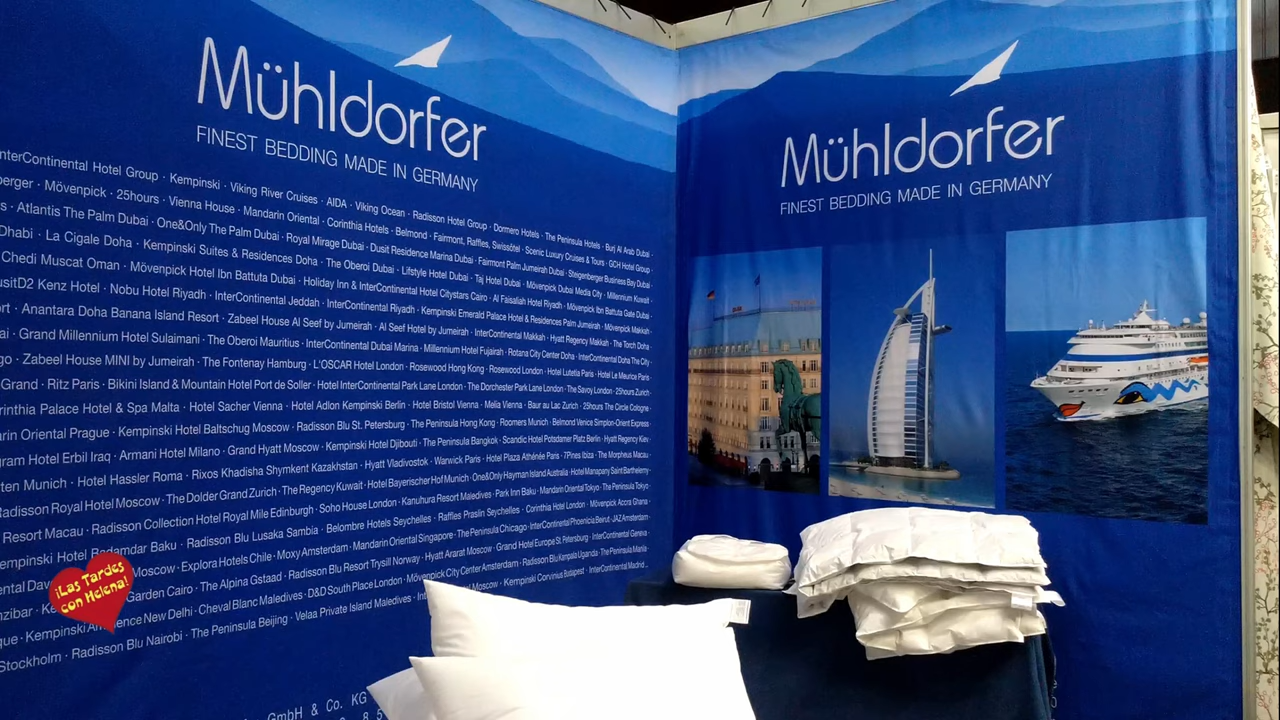 Mühldorfer
FINEST BEDDING MADE IN GERMANY
InterContinental Hotel Group · Kempinski · Viking River Cruises · AIDA · Viking Ocean · Radisson Hotel Group · Dormero Hotels · The Peninsula Hotels · Burj Al Arab Dubai ·
berger · Mövenpick · 25hours · Vienna House · Mandarin Oriental · Corinthia Hotels · Belmond · Fairmont, Raffles, Swissôtel · Scenic Luxury Cruises & Tours · GCH Hotel Group ·
s · Atlantis The Palm Dubai · One&Only The Palm Dubai · Royal Mirage Dubai · Dusit Residence Marina Dubai · Fairmont Palm Jumeirah Dubai · Steigenberger Business Bay Dubai
Dhabi · La Cigale Doha · Kempinski Suites & Residences Doha · The Oberoi Dubai · Lifstyle Hotel Dubai · Taj Hotel Dubai · Mövenpick Dubai Media City · Millennium Kuwait
Chedi Muscat Oman · Mövenpick Hotel Ibn Battuta Dubai · Holiday Inn & InterContinental Hotel Citystars Cairo · Al Faisaliah Hotel Riyadh · Mövenpick Ibn Battuta Gate Dubai
usitD2 Kenz Hotel · Nobu Hotel Riyadh · InterContinental Jeddah · InterContinental Riyadh · Kempinski Emerald Palace Hotel & Residences Palm Jumeirah · Mövenpick Makkah
ort · Anantara Doha Banana Island Resort · Zabeel House Al Seef by Jumeirah · Al Seef Hotel by Jumeirah · InterContinental Makkah · Hyatt Regency Makkah · The Torch Doha
ai · Grand Millennium Hotel Sulaimani · The Oberoi Mauritius · InterContinental Dubai Marina · Millennium Hotel Fujairah · Rotana City Center Doha · InterContinental Doha The City
go · Zabeel House MINI by Jumeirah · The Fontenay Hamburg · L'OSCAR Hotel London · Rosewood Hong Kong · Rosewood London · Hotel Lutetia Paris · Hotel Le Meurice Paris
Grand · Ritz Paris · Bikini Island & Mountain Hotel Port de Soller · Hotel InterContinental Park Lane London · The Dorchester Park Lane London · The Savoy London · 25hours Zurich
rinthia Palace Hotel & Spa Malta · Hotel Sacher Vienna · Hotel Adlon Kempinski Berlin · Hotel Bristol Vienna · Melia Vienna · Baur au Lac Zurich · 25hours The Circle Cologne
arin Oriental Prague · Kempinski Hotel Baltschug Moscow · Radisson Blu St. Petersburg · The Peninsula Hong Kong · Roomers Munich · Belmond Venice Simplon-Orient Express
gram Hotel Erbil Iraq · Armani Hotel Milano · Grand Hyatt Moscow · Kempinski Hotel Djibouti · The Peninsula Bangkok · Scandic Hotel Potsdamer Platz Berlin · Hyatt Regency Kiev ·
ten Munich · Hotel Hassler Roma · Rixos Khadisha Shymkent Kazakhstan · Hyatt Vladivostok · Warwick Paris · Hotel Plaza Athénée Paris · 7Pines Ibiza · The Morpheus Macau
Radisson Royal Hotel Moscow · The Dolder Grand Zurich · The Regency Kuwait · Hotel Bayerischer Hof Munich · One&Only Hayman Island Australia · Hotel Manapany Saint Barthelemy
Resort Macau · Radisson Collection Hotel Royal Mile Edinburgh · Soho House London · Kanuhura Resort Maledives · Park Inn Baku · Mandarin Oriental Tokyo · The Peninsula Tokyo
empinski Hotel Badamdar Baku · Radisson Blu Lusaka Sambia · Belombre Hotels Seychelles · Raffles Praslin Seychelles · Corinthia Hotel London · Mövenpick Accra Ghana ·
ental Moscow · Explora Hotels Chile · Moxy Amsterdam · Mandarin Oriental Singapore · The Peninsula Chicago · InterContinental Phoenicia Beirut · JAZ Amsterdam
nzibar · Garden Cairo · The Alpina Gstaad · Radisson Blu Resort Trysill Norway · Hyatt Ararat Moscow · Grand Hotel Europe St Petersburg · InterContinental Geneva
que · Kempinski Ambience New Delhi · Cheval Blanc Maledives · D&D South Place London · Mövenpick City Center Amsterdam · Radisson Blu Kampala Uganda · The Peninsula Manila
Stockholm · Radisson Blu Nairobi · The Peninsula Beijing · Velaa Private Island Maledives · Moscow · Kempinski Corvinus Budapest · InterContinental Madrid ..
GmbH & Co. KG
8 5
Mühldorfer
FINEST BEDDING MADE IN GERMANY
¡Las Tardes
con Helena!